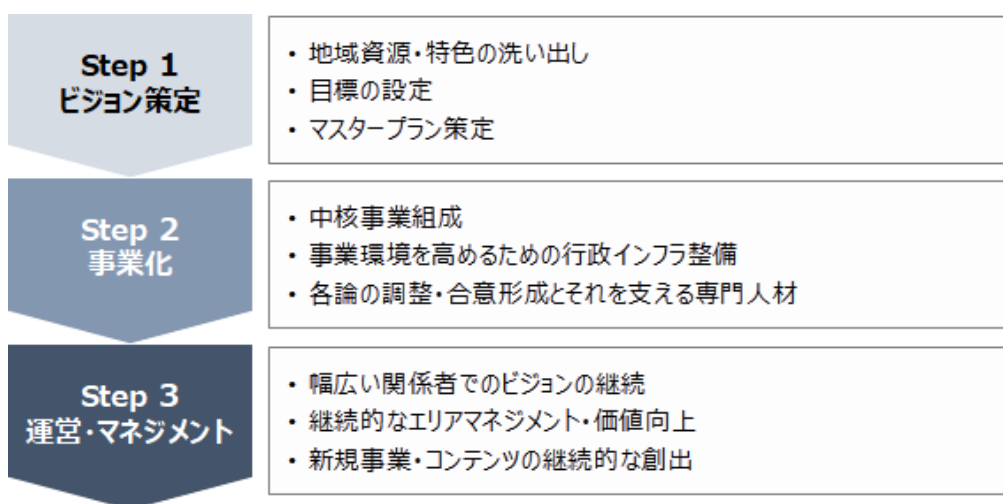 Step 1
ビジョン策定
• 地域資源・特色の洗い出し
• 目標の設定
• マスタープラン策定
Step 2
事業化
• 中核事業組成
• 事業環境を高めるための行政インフラ整備
• 各論の調整・合意形成とそれを支える専門人材
Step 3
運営・マネジメント
• 幅広い関係者でのビジョンの継続
• 継続的なエリアマネジメント・価値向上
• 新規事業・コンテンツの継続的な創出